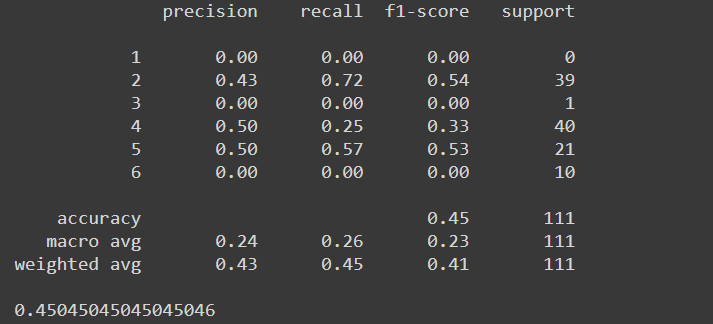 precision recall f1-score support
1 0.00 0.00 0.00 0
2 0.43 0.72 0.54 39
3 0.00 0.00 0.00 1
4 0.50 0.25 0.33 40
5 0.50 0.57 0.53 21
6 0.00 0.00 0.00 10
accuracy 0.45 111
macro avg 0.24 0.26 0.23 111
weighted avg 0.43 0.45 0.41 111
0.45045045045045046